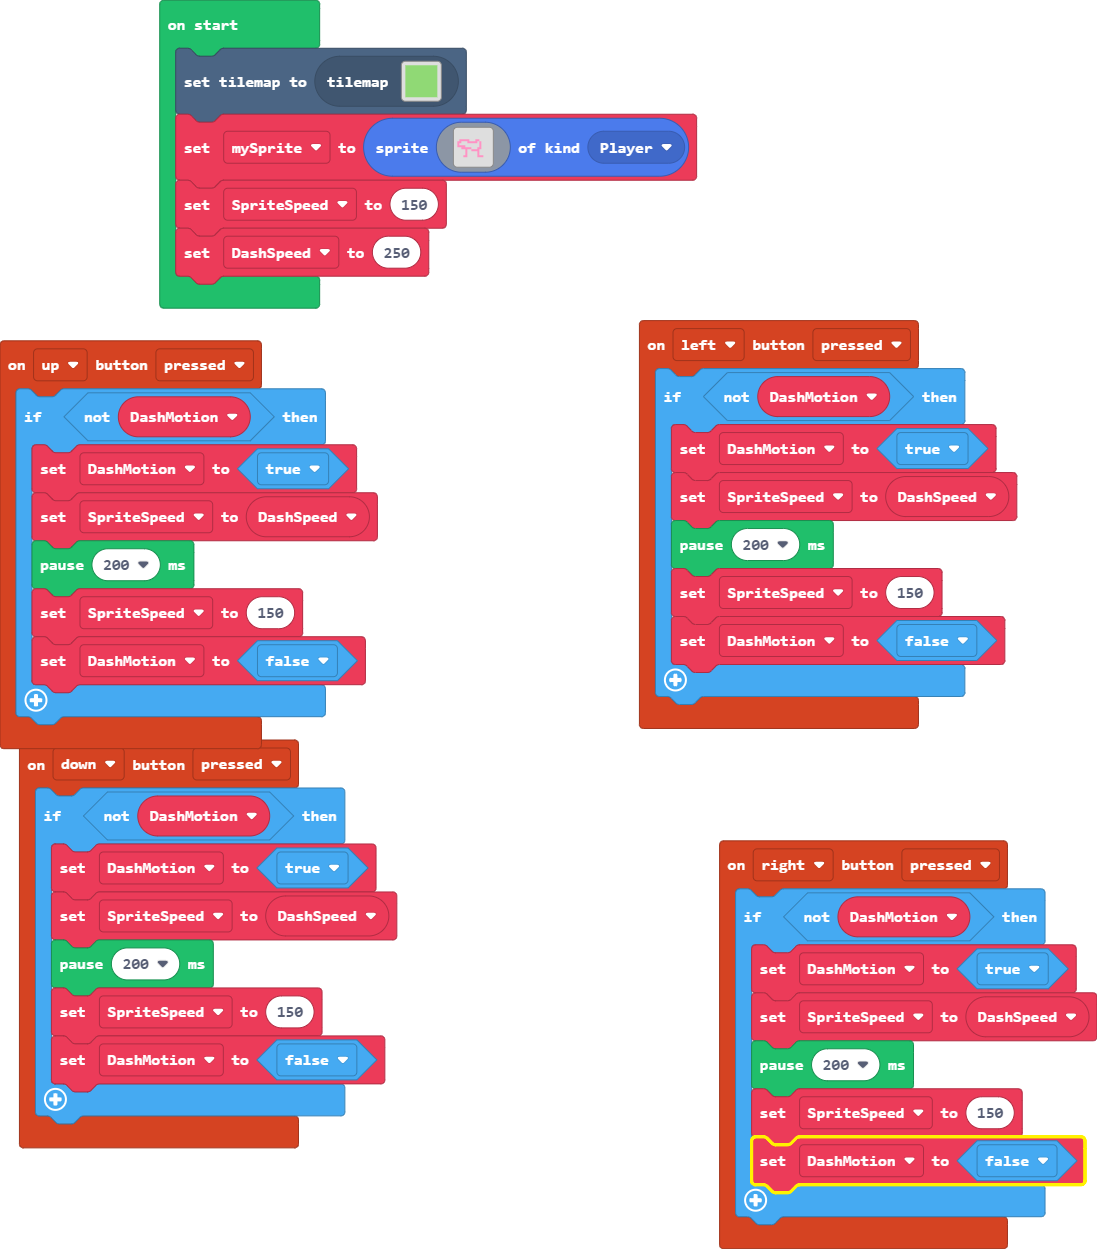 on start
set tilemap to tilemap
set mySprite to sprite of kind Player
set SpriteSpeed to 150
set DashSpeed to 250
on up button pressed
if not DashMotion then
set DashMotion to true
set SpriteSpeed to DashSpeed
pause 200 ms
set SpriteSpeed to 150
set DashMotion to false
on left button pressed
if not DashMotion then
set DashMotion to true
set SpriteSpeed to DashSpeed
pause 200 ms
set SpriteSpeed to 150
set DashMotion to false
on down button pressed
if not DashMotion then
set DashMotion to true
set SpriteSpeed to DashSpeed
pause 200 ms
set SpriteSpeed to 150
set DashMotion to false
on right button pressed
if not DashMotion then
set DashMotion to true
set SpriteSpeed to DashSpeed
pause 200 ms
set SpriteSpeed to 150
set DashMotion to false